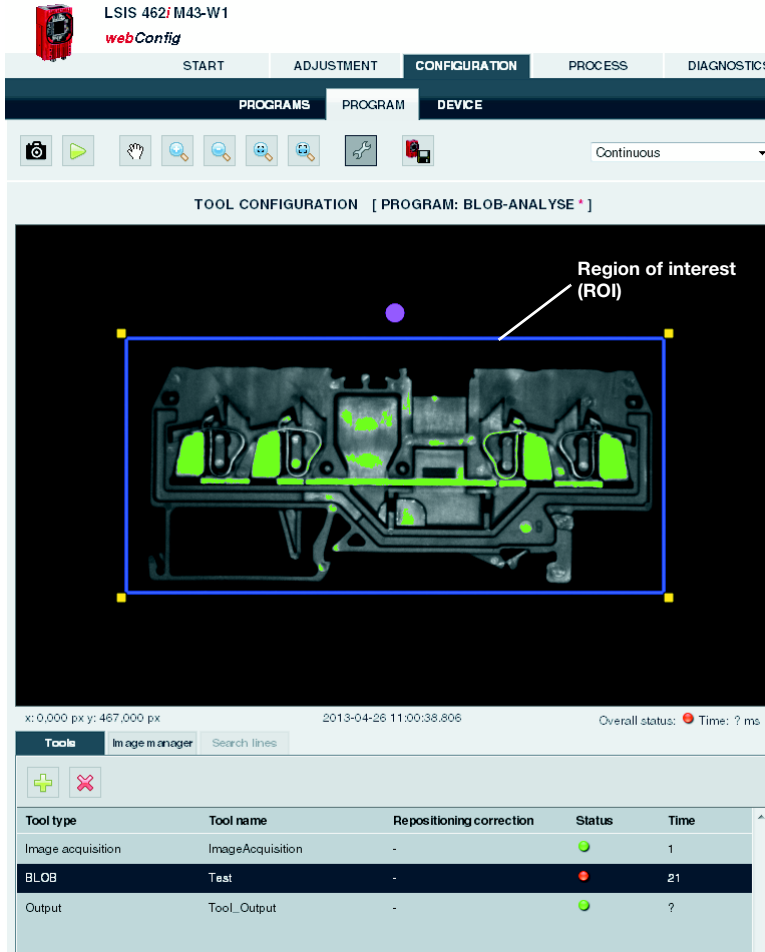 LSIS 462i M43-W1
webConfig
START ADJUSTMENT CONFIGURATION PROCESS DIAGNOSTICS
PROGRAMS PROGRAM DEVICE
Continuous
TOOL CONFIGURATION [ PROGRAM: BLOB-ANALYSE * ]
Region of interest
(ROI)
x: 0,000 px y: 467,000 px 2013-04-26 11:00:38.806 Overall status: Time: ? ms
Tools Image manager Search lines
Tool type Tool name Repositioning correction Status Time
Image acquisition ImageAcquisition - 1
BLOB Test - 21
Output Tool_Output - ?